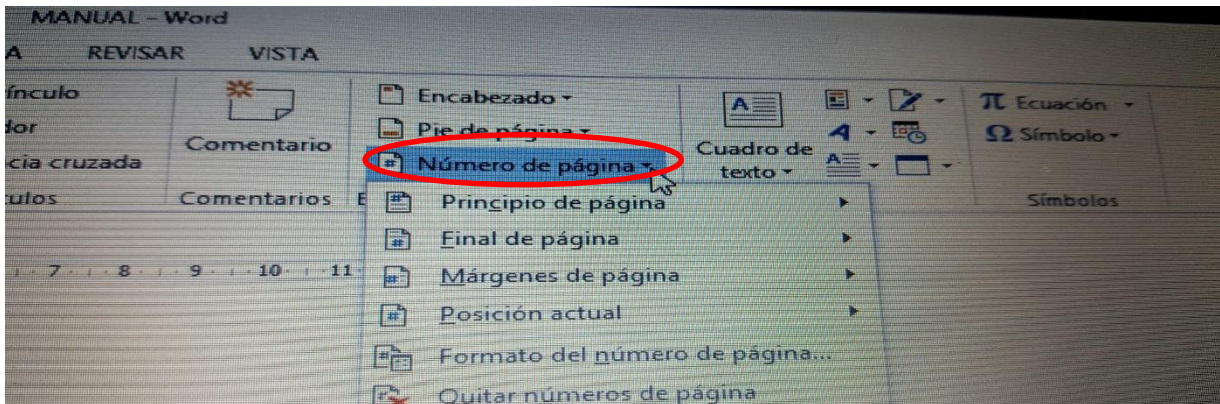 MANUAL - Word
A REVISAR VISTA
ínculo
Comentario
cia cruzada
Comentarios
Encabezado
Pie de página
Número de página
Cuadro de
texto
π Ecuación
Ω Símbolo
Símbolos
Principio de página
Final de página
Márgenes de página
Posición actual
Formato del número de página...
Quitar números de página
7 8 9 10 11